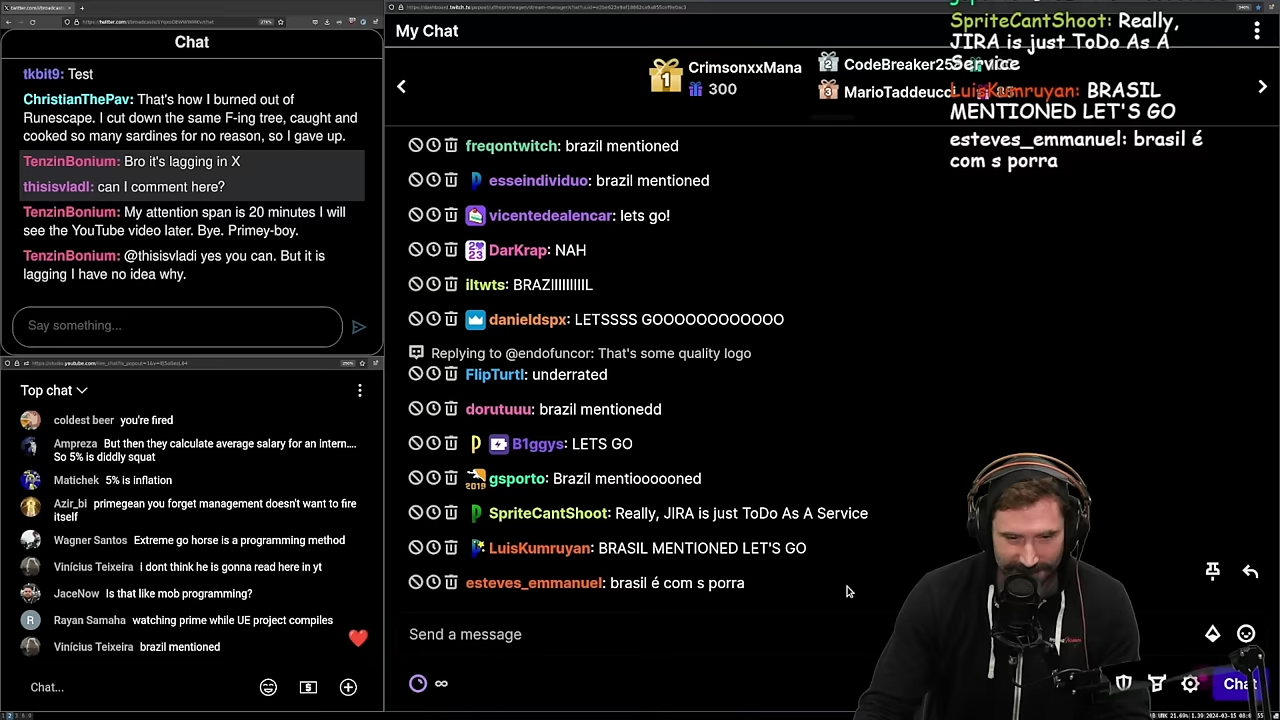 Chat
tkbit9: Test
ChristianThePav: That's how I burned out of
Runescape. I cut down the same F-ing tree, caught and
cooked so many sardines for no reason, so I gave up.
TenzinBonium: Bro it's lagging in X
thisisvladI: can I comment here?
TenzinBonium: My attention span is 20 minutes I will
see the YouTube video later. Bye. Primey-boy.
TenzinBonium: @thisisvladi yes you can. But it is
lagging I have no idea why.
Say something...
Top chat
coldest beer you're fired
Ampreza But then they calculate average salary for an intern....
So 5% is diddly squat
Matichek 5% is inflation
Azir_bi primegean you forget management doesn't want to fire
itself
Wagner Santos Extreme go horse is a programming method
Vinícius Teixeira i dont think he is gonna read here in yt
JaceNow Is that like mob programming?
R Rayan Samaha watching prime while UE project compiles
Vinícius Teixeira brazil mentioned
Chat...
My Chat
1 CrimsonxxMana
300
2 CodeBreaker25
3 MarioTaddeucci
freqontwitch: brazil mentioned
esseindividuo: brazil mentioned
vicentedealencar: lets go!
DarKrap: NAH
iltwts: BRAZIIIIIIIIIL
danieldspx: LETSSSS GOOOOOOOOOOOO
Replying to @endofuncor: That's some quality logo
FlipTurtl: underrated
dorutuuu: brazil mentionedd
B1ggys: LETS GO
2019 gsporto: Brazil mentioooooned
SpriteCantShoot: Really, JIRA is just ToDo As A Service
LuisKumruyan: BRASIL MENTIONED LET'S GO
esteves_emmanuel: brasil é com s porra
Send a message
Chat
SpriteCantShoot: Really,
JIRA is just ToDo As A
Service
LuisKumruyan: BRASIL
MENTIONED LET'S GO
esteves_emmanuel: brasil é
com s porra